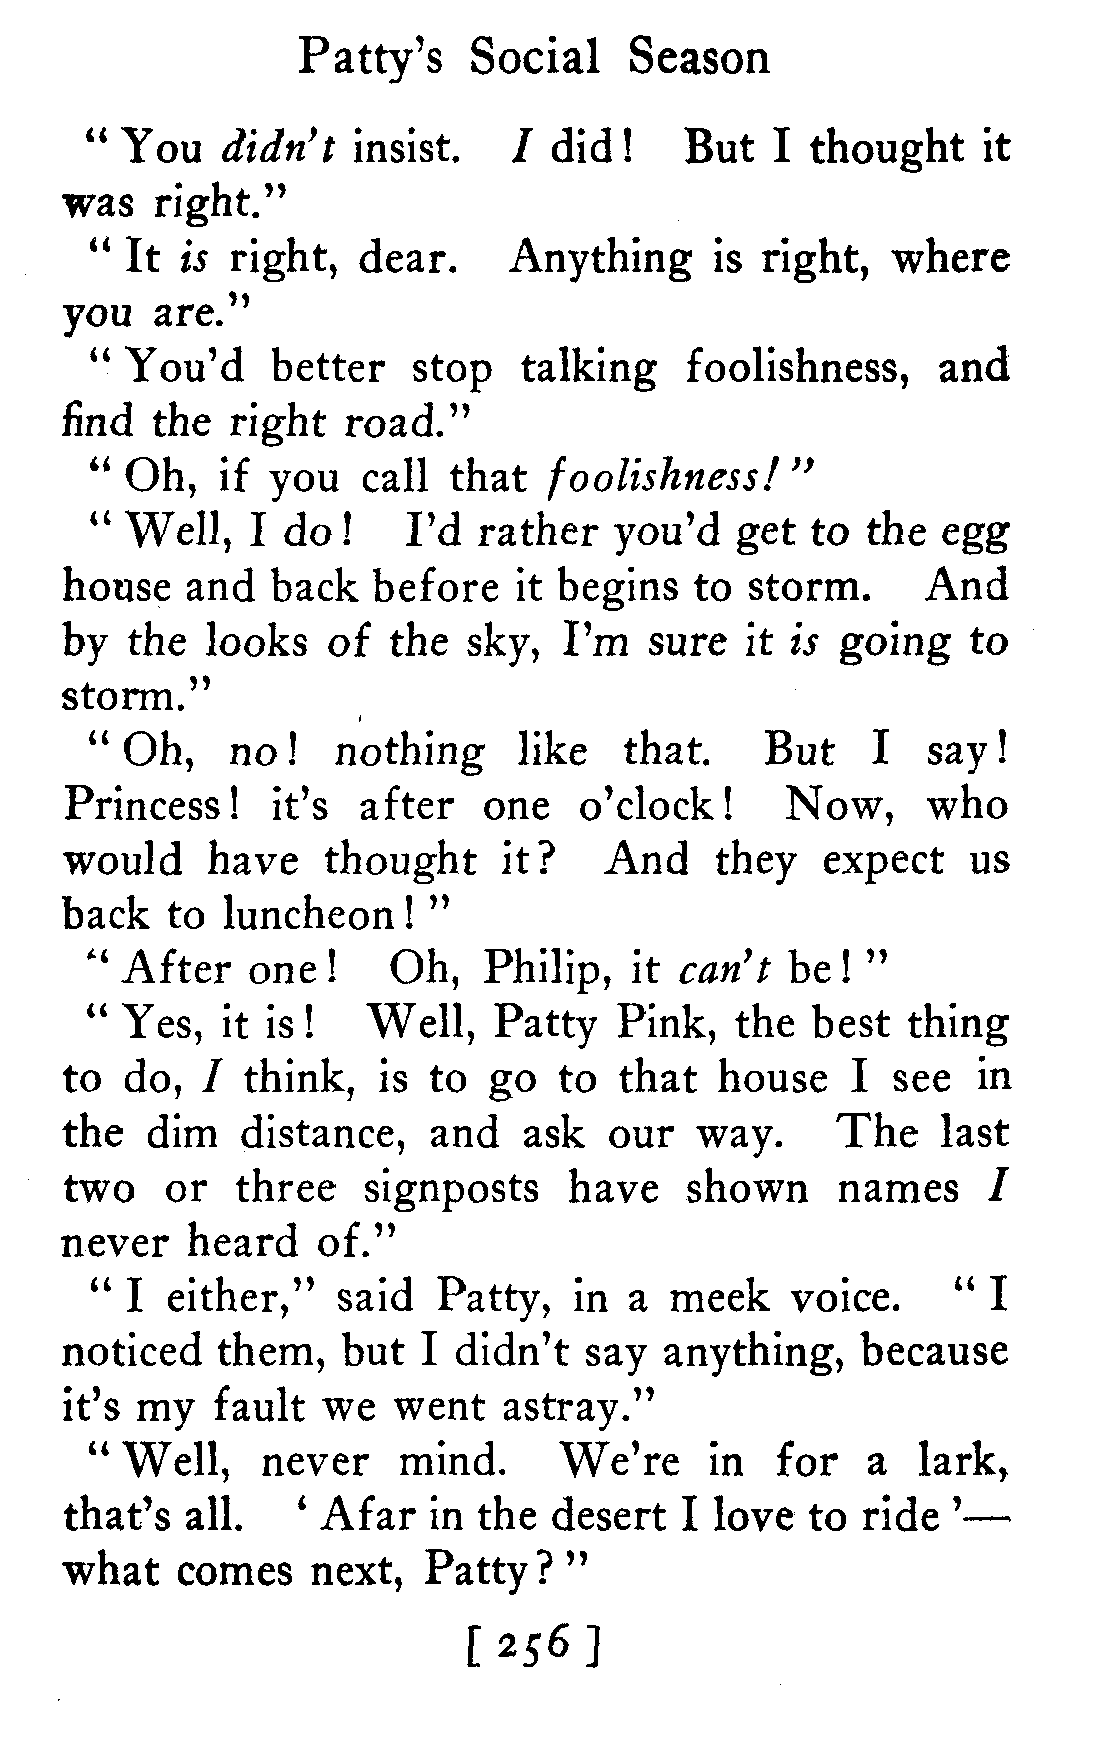 Patty's Social Season
" You didn't insist. I did! But I thought it
was right."
" It is right, dear. Anything is right, where
you are."
" You'd better stop talking foolishness, and
find the right road."
" Oh, if you call that foolishness! "
" Well, I do! I'd rather you'd get to the egg
house and back before it begins to storm. And
by the looks of the sky, I'm sure it is going to
storm."
" Oh, no! nothing like that. But I say!
Princess! it's after one o'clock! Now, who
would have thought it? And they expect us
back to luncheon! "
" After one! Oh, Philip, it can't be! "
" Yes, it is! Well, Patty Pink, the best thing
to do, I think, is to go to that house I see in
the dim distance, and ask our way. The last
two or three signposts have shown names I
never heard of."
" I either," said Patty, in a meek voice. " I
noticed them, but I didn't say anything, because
it's my fault we went astray."
" Well, never mind. We're in for a lark,
that's all. ' Afar in the desert I love to ride '—
what comes next, Patty? "
[ 256 ]